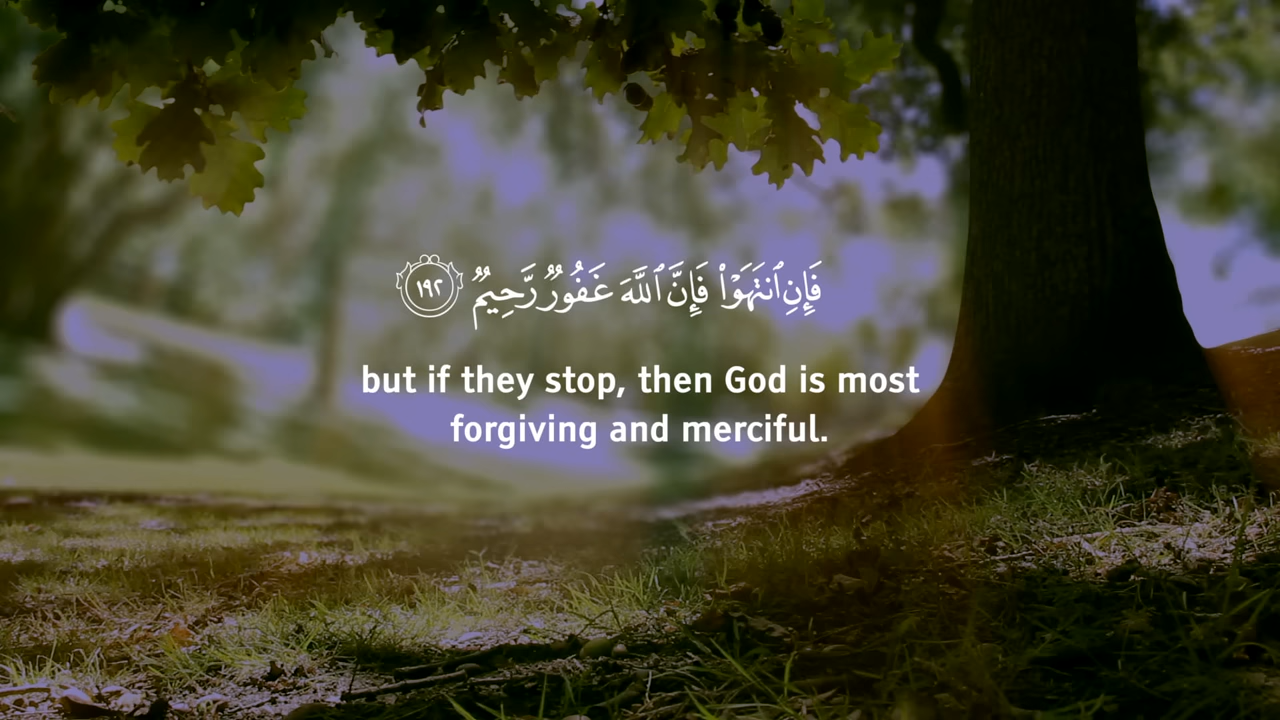 فَإِنِ ٱنتَهَوْا۟ فَإِنَّ ٱللَّهَ غَفُورٌ رَّحِيمٌ ١٩٢
but if they stop, then God is most
forgiving and merciful.